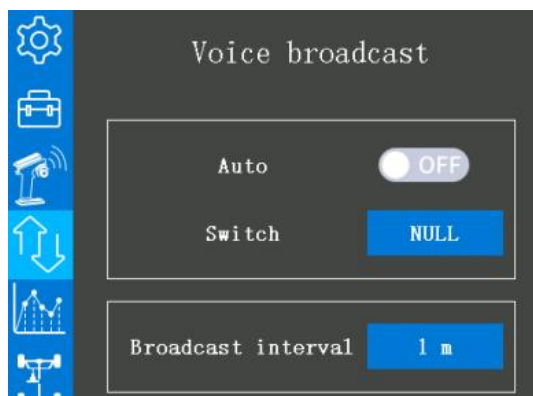 Voice broadcast
Auto OFF
Switch NULL
Broadcast interval 1 m